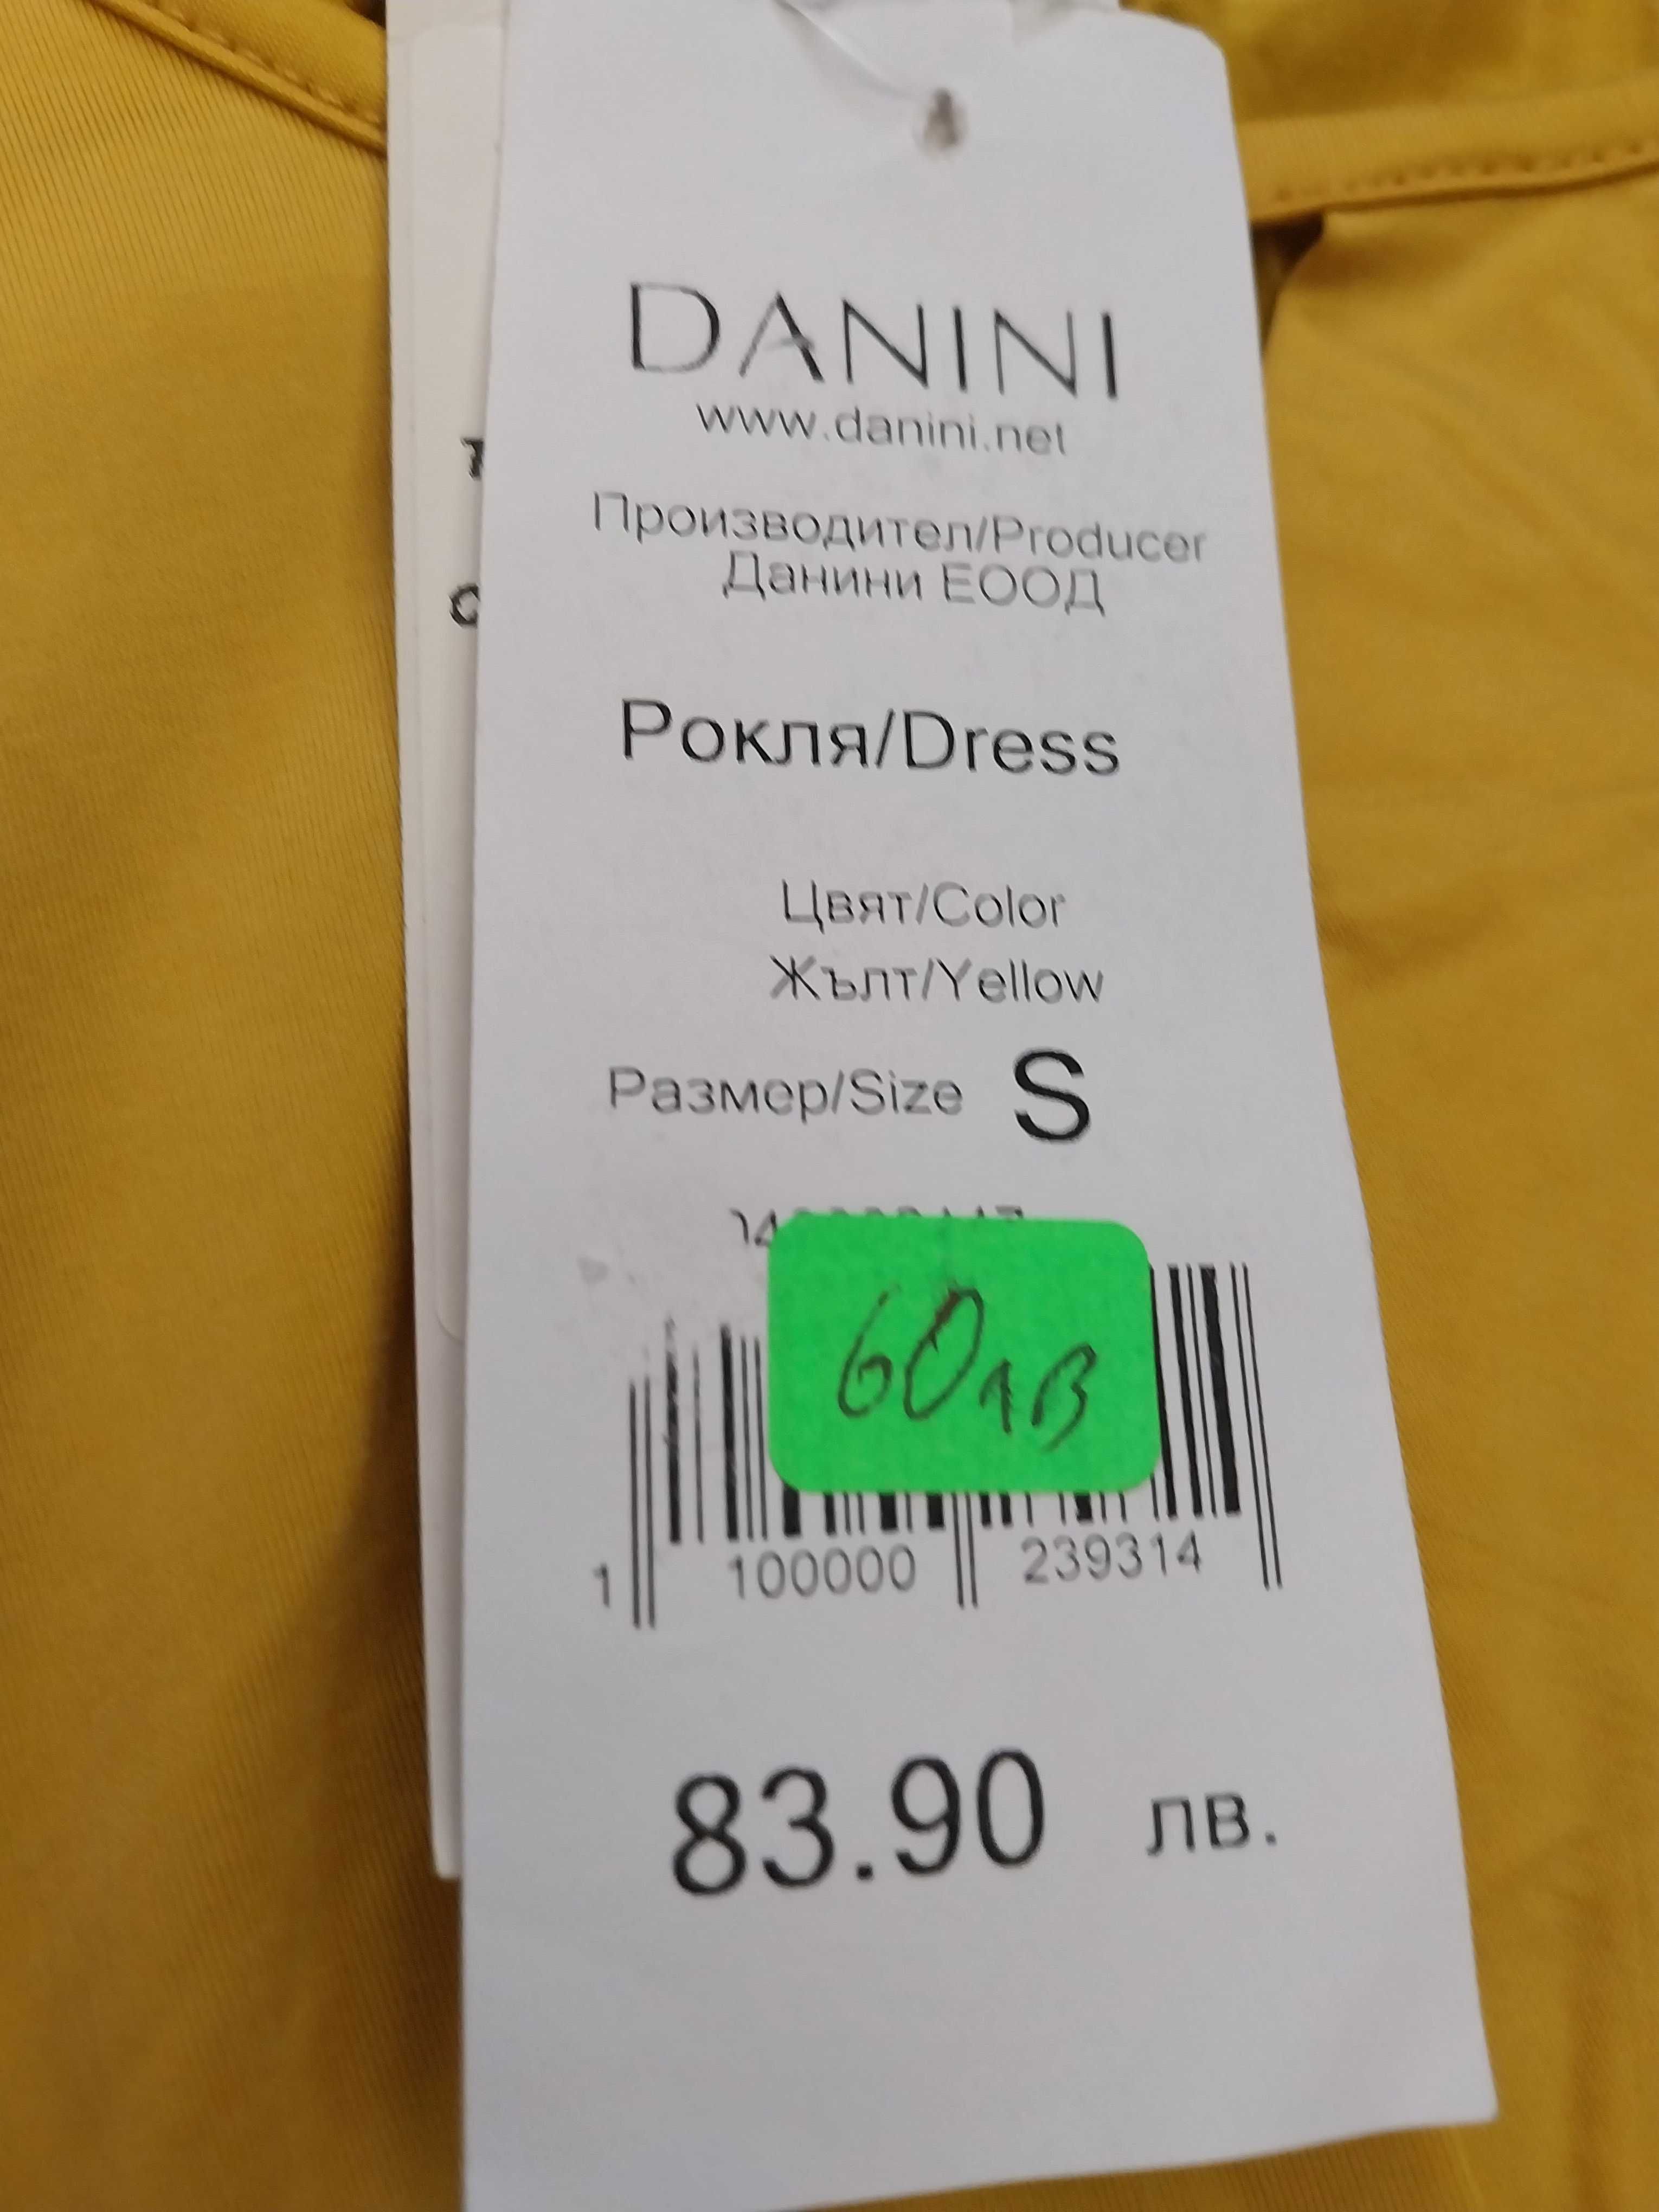 DANINI
www.danini.net
Производител/Producer
Данини ЕООД
Рокля/Dress
Цвят/Color
Жълт/Yellow
Размер/Size S
60лв
1 100000 239314
83.90 лв.